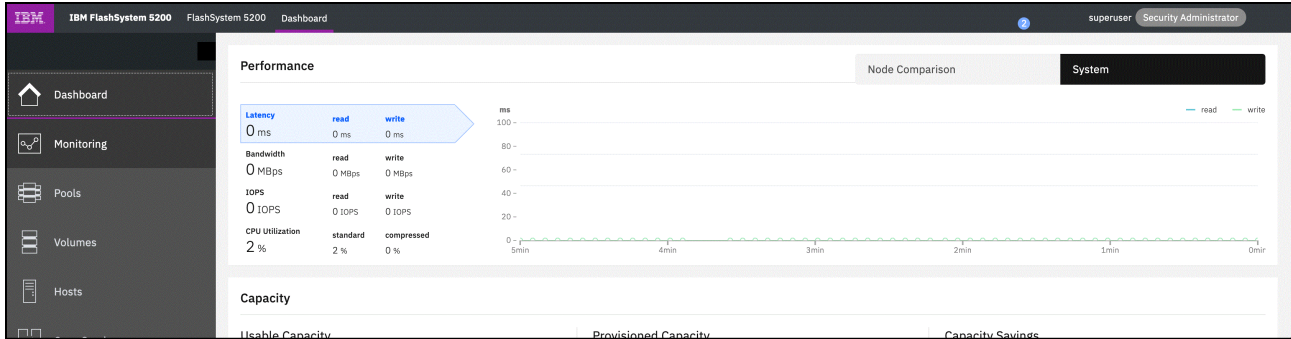 IBM IBM FlashSystem 5200 FlashSystem 5200 Dashboard 2 superuser Security Administrator
Dashboard
Monitoring
Pools
Volumes
Hosts
Performance
Node Comparison System
Latency read write
0 ms 0 ms 0 ms
Bandwidth read write
0 MBps 0 MBps 0 MBps
IOPS read write
0 IOPS 0 IOPS 0 IOPS
CPU Utilization standard compressed
2 % 2 % 0 %
ms
read write
100
80
60
40
20
0
5min 4min 3min 2min 1min 0min
Capacity
Usable Capacity Provisioned Capacity Capacity Savings